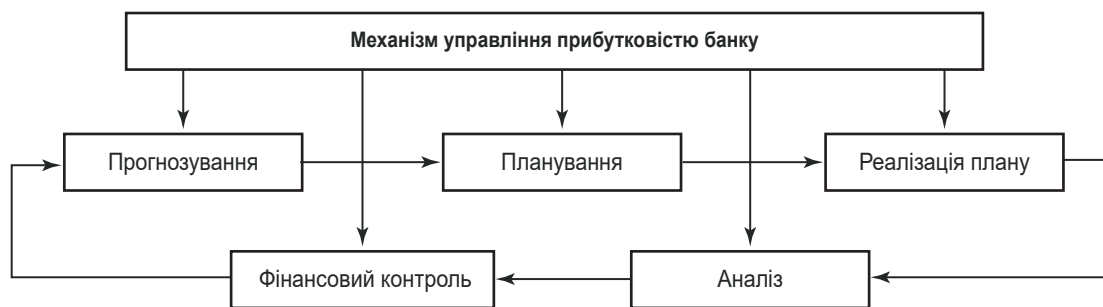 Механізм управління прибутковістю банку
Прогнозування
Планування
Реалізація плану
Фінансовий контроль
Аналіз